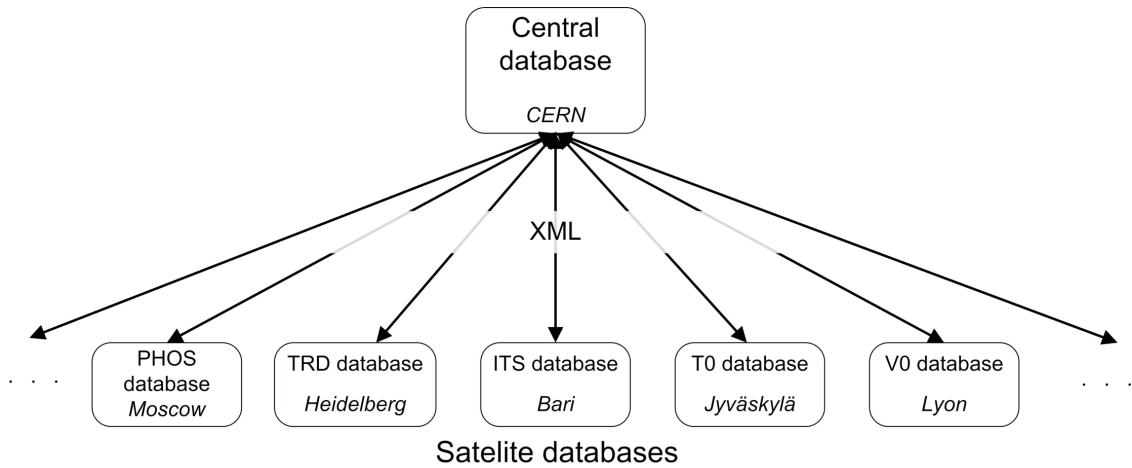 Central
database
CERN
XML
PHOS
database
Moscow
TRD database
Heidelberg
ITS database
Bari
T0 database
Jyväskylä
V0 database
Lyon
. . .
. . .
Satelite databases